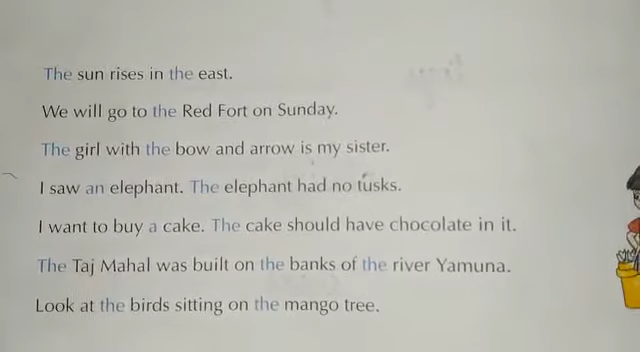 The sun rises in the east.
We will go to the Red Fort on Sunday.
The girl with the bow and arrow is my sister.
I saw an elephant. The elephant had no tusks.
I want to buy a cake. The cake should have chocolate in it.
The Taj Mahal was built on the banks of the river Yamuna.
Look at the birds sitting on the mango tree.